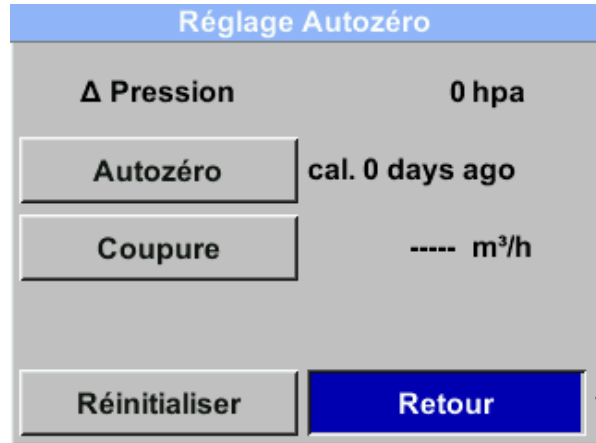 Réglage Autozéro
Δ Pression 0 hpa
Autozéro cal. 0 days ago
Coupure ----- m³/h
Réinitialiser Retour